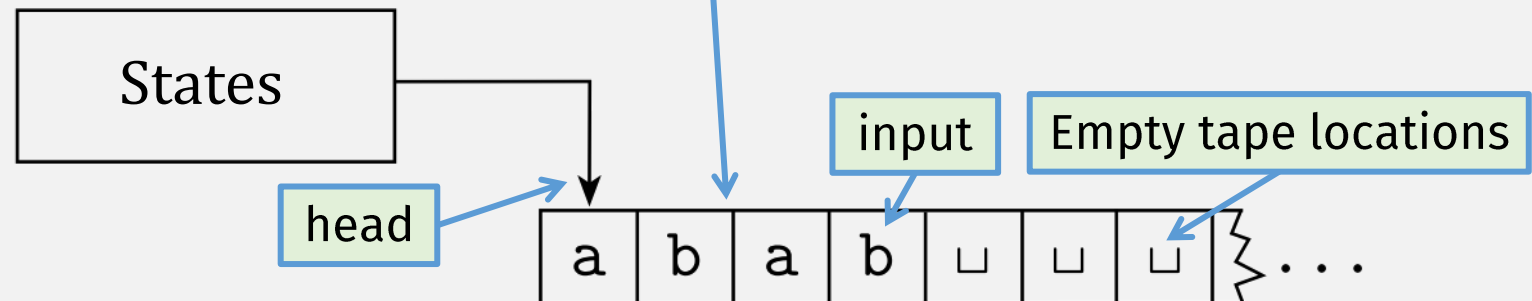 States
input
Empty tape locations
head
a b a b ⊔ ⊔ ⊔ ...